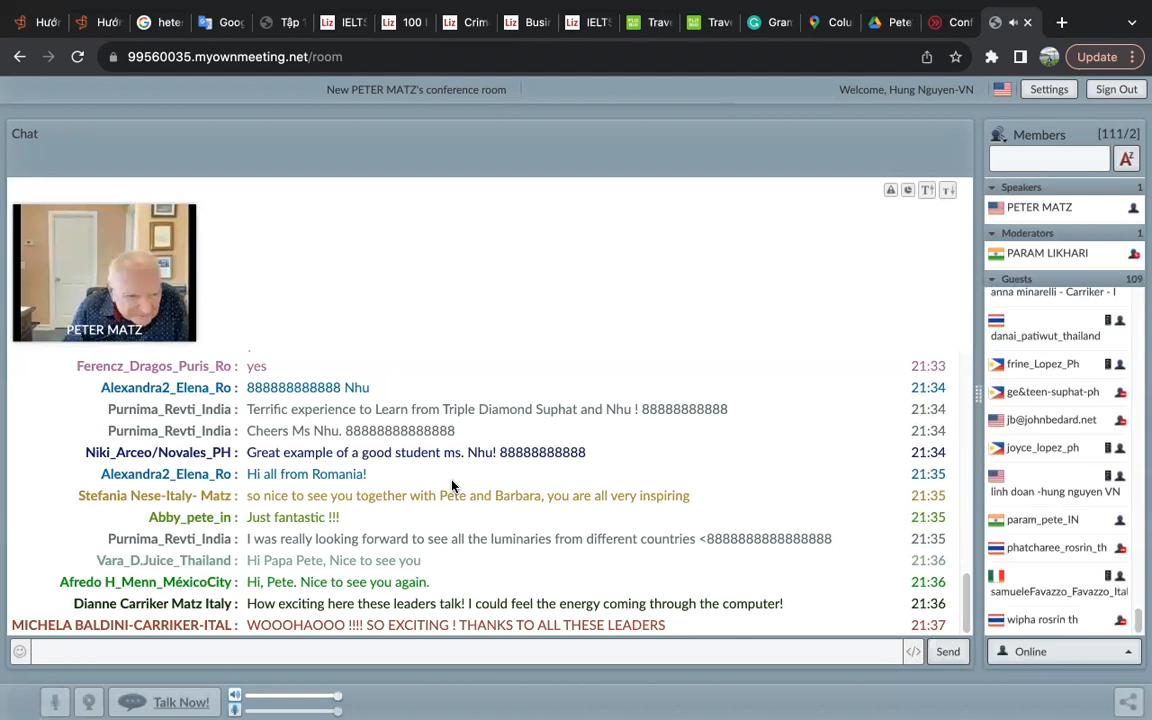 Hướ
Hướ
heter
Goog
Tập
IELTS
100
Crim
Busin
IELTS
Trave
Trave
Gran
Colu
Pete
Conf
99560035.myownmeeting.net/room
Update
New PETER MATZ's conference room
Welcome, Hung Nguyen-VN
Settings
Sign Out
Chat
Members [111/2]
Speakers 1
PETER MATZ
Moderators 1
PARAM LIKHARI
Guests 109
anna minarelli - Carriker - I
danai_patiwut_thailand
frine_Lopez_Ph
ge&teen-suphat-ph
jb@johnbedard.net
joyce_lopez_ph
linh doan -hung nguyen VN
param_pete_IN
phatcharee_rosrin_th
samueleFavazzo_Favazzo_Ital
wipha rosrin th
Online
PETER MATZ
Ferencz_Dragos_Puris_Ro : yes 21:33
Alexandra2_Elena_Ro : 888888888888 Nhu 21:34
Purnima_Revti_India : Terrific experience to Learn from Triple Diamond Suphat and Nhu ! 88888888888 21:34
Purnima_Revti_India : Cheers Ms Nhu. 88888888888888 21:34
Niki_Arceo/Novales_PH : Great example of a good student ms. Nhu! 88888888888 21:34
Alexandra2_Elena_Ro : Hi all from Romania! 21:35
Stefania Nese-Italy- Matz : so nice to see you together with Pete and Barbara, you are all very inspiring 21:35
Abby_pete_in : Just fantastic !!! 21:35
Purnima_Revti_India : I was really looking forward to see all the luminaries from different countries <8888888888888888 21:35
Vara_D.Juice_Thailand : Hi Papa Pete, Nice to see you 21:36
Afredo H_Menn_MéxicoCity : Hi, Pete. Nice to see you again. 21:36
Dianne Carriker Matz Italy : How exciting here these leaders talk! I could feel the energy coming through the computer! 21:36
MICHELA BALDINI-CARRIKER-ITAL : WOOOHAOOO !!!! SO EXCITING ! THANKS TO ALL THESE LEADERS 21:37
Send
Talk Now!